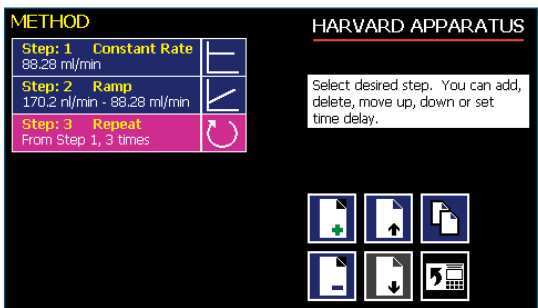 METHOD
Step: 1 Constant Rate
88.28 ml/min
Step: 2 Ramp
170.2 nl/min - 88.28 ml/min
Step: 3 Repeat
From Step 1, 3 times
HARVARD APPARATUS
Select desired step. You can add,
delete, move up, down or set
time delay.